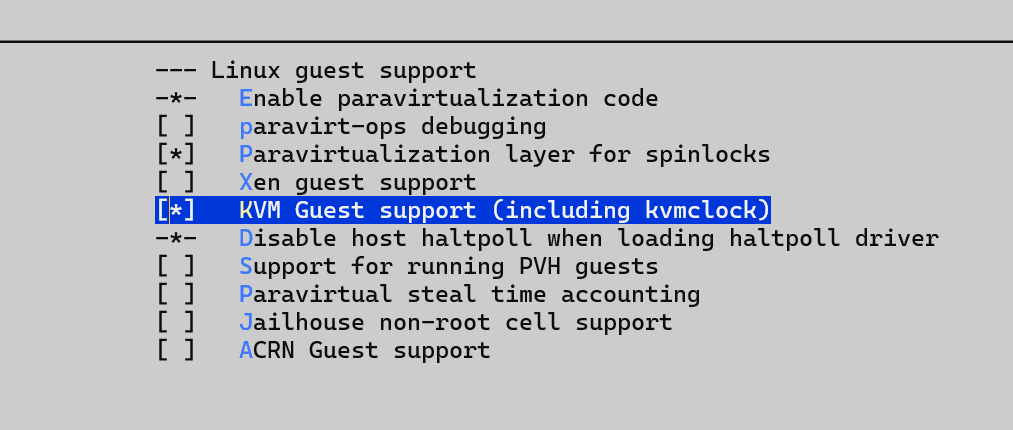 --- Linux guest support
-*-   Enable paravirtualization code
[ ]   paravirt-ops debugging
[*]   Paravirtualization layer for spinlocks
[ ]   Xen guest support
[*]   KVM Guest support (including kvmclock)
-*-   Disable host haltpoll when loading haltpoll driver
[ ]   Support for running PVH guests
[ ]   Paravirtual steal time accounting
[ ]   Jailhouse non-root cell support
[ ]   ACRN Guest support